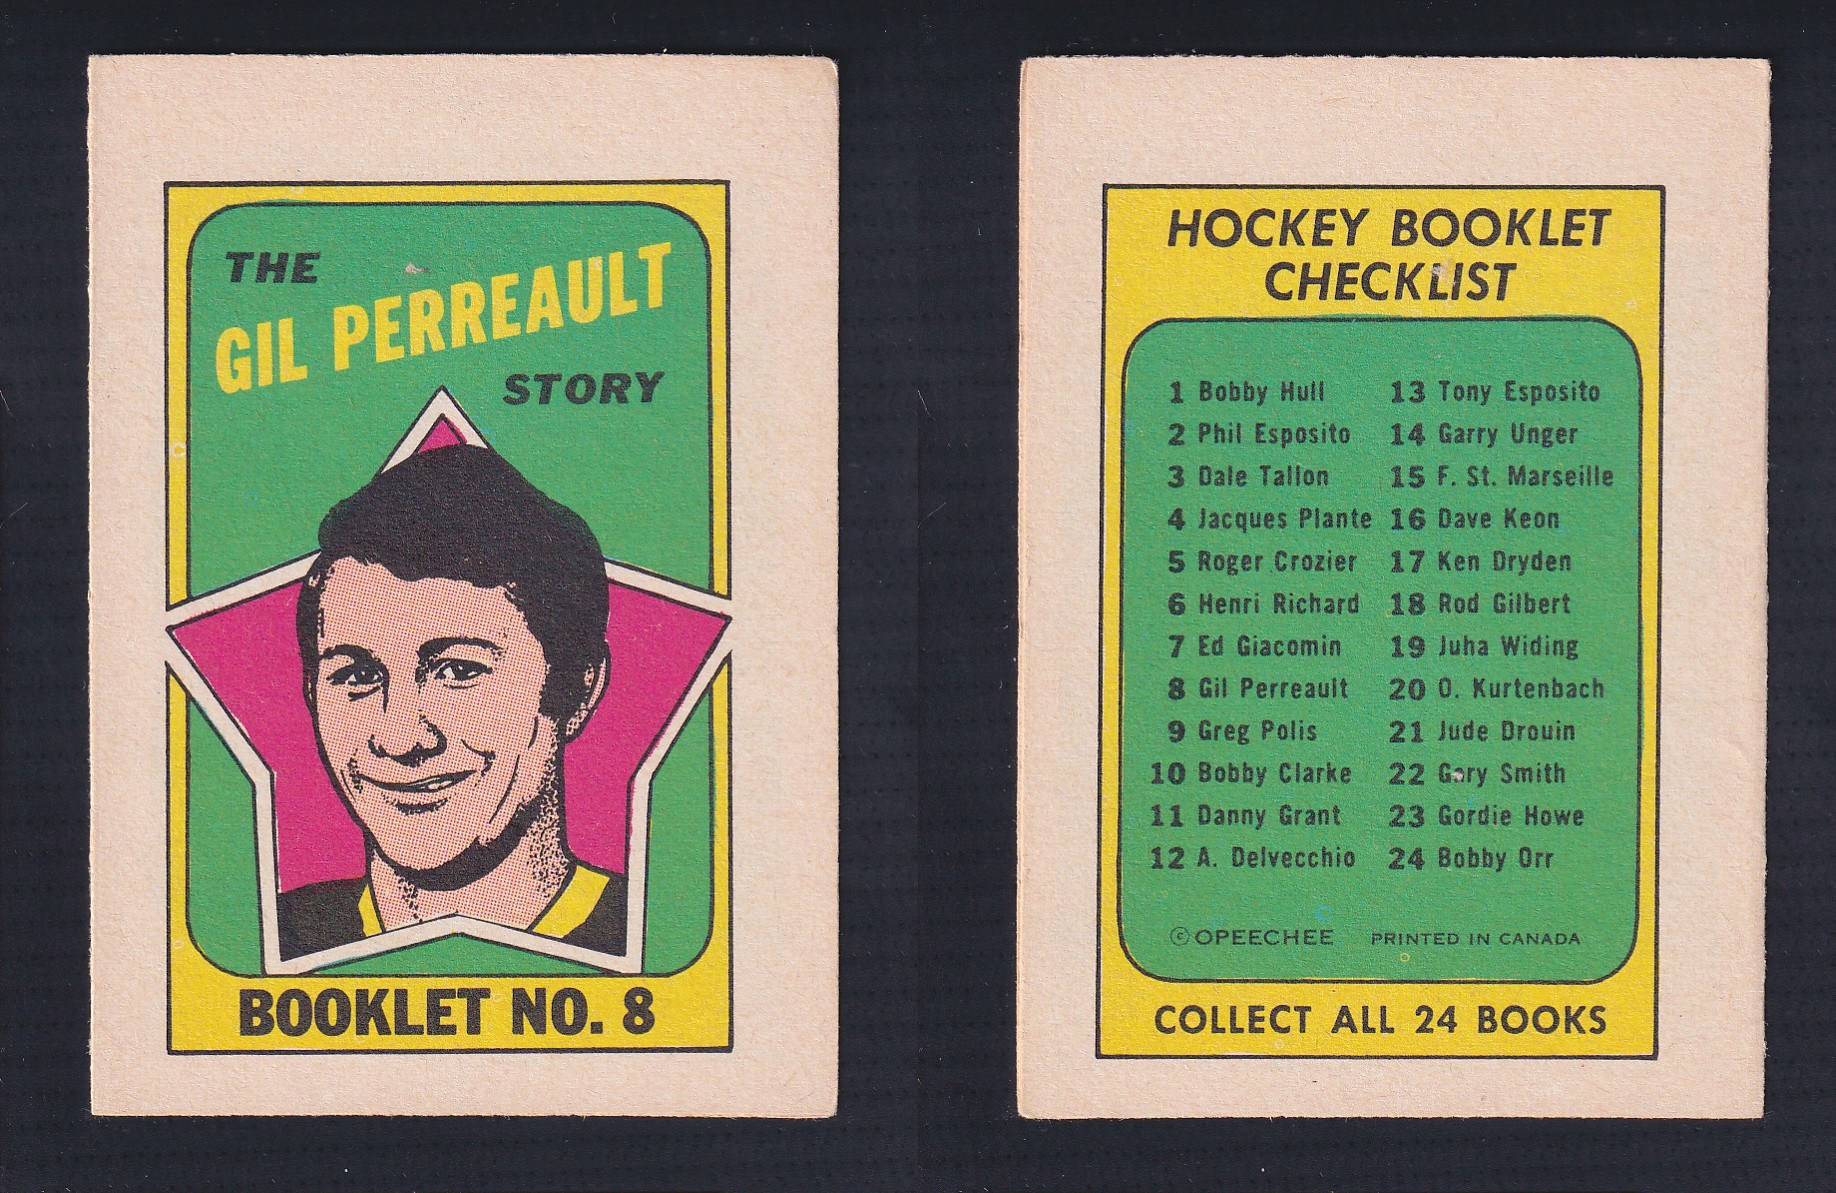 THE
GIL PERREAULT
STORY
BOOKLET NO. 8
HOCKEY BOOKLET
CHECKLIST
1 Bobby Hull
2 Phil Esposito
3 Dale Tallon
4 Jacques Plante
5 Roger Crozier
6 Henri Richard
7 Ed Giacomin
8 Gil Perreault
9 Greg Polis
10 Bobby Clarke
11 Danny Grant
12 A. Delvecchio
13 Tony Esposito
14 Garry Unger
15 F. St. Marseille
16 Dave Keon
17 Ken Dryden
18 Rod Gilbert
19 Juha Widing
20 O. Kurtenbach
21 Jude Drouin
22 Gary Smith
23 Gordie Howe
24 Bobby Orr
©OPEECHEE PRINTED IN CANADA
COLLECT ALL 24 BOOKS